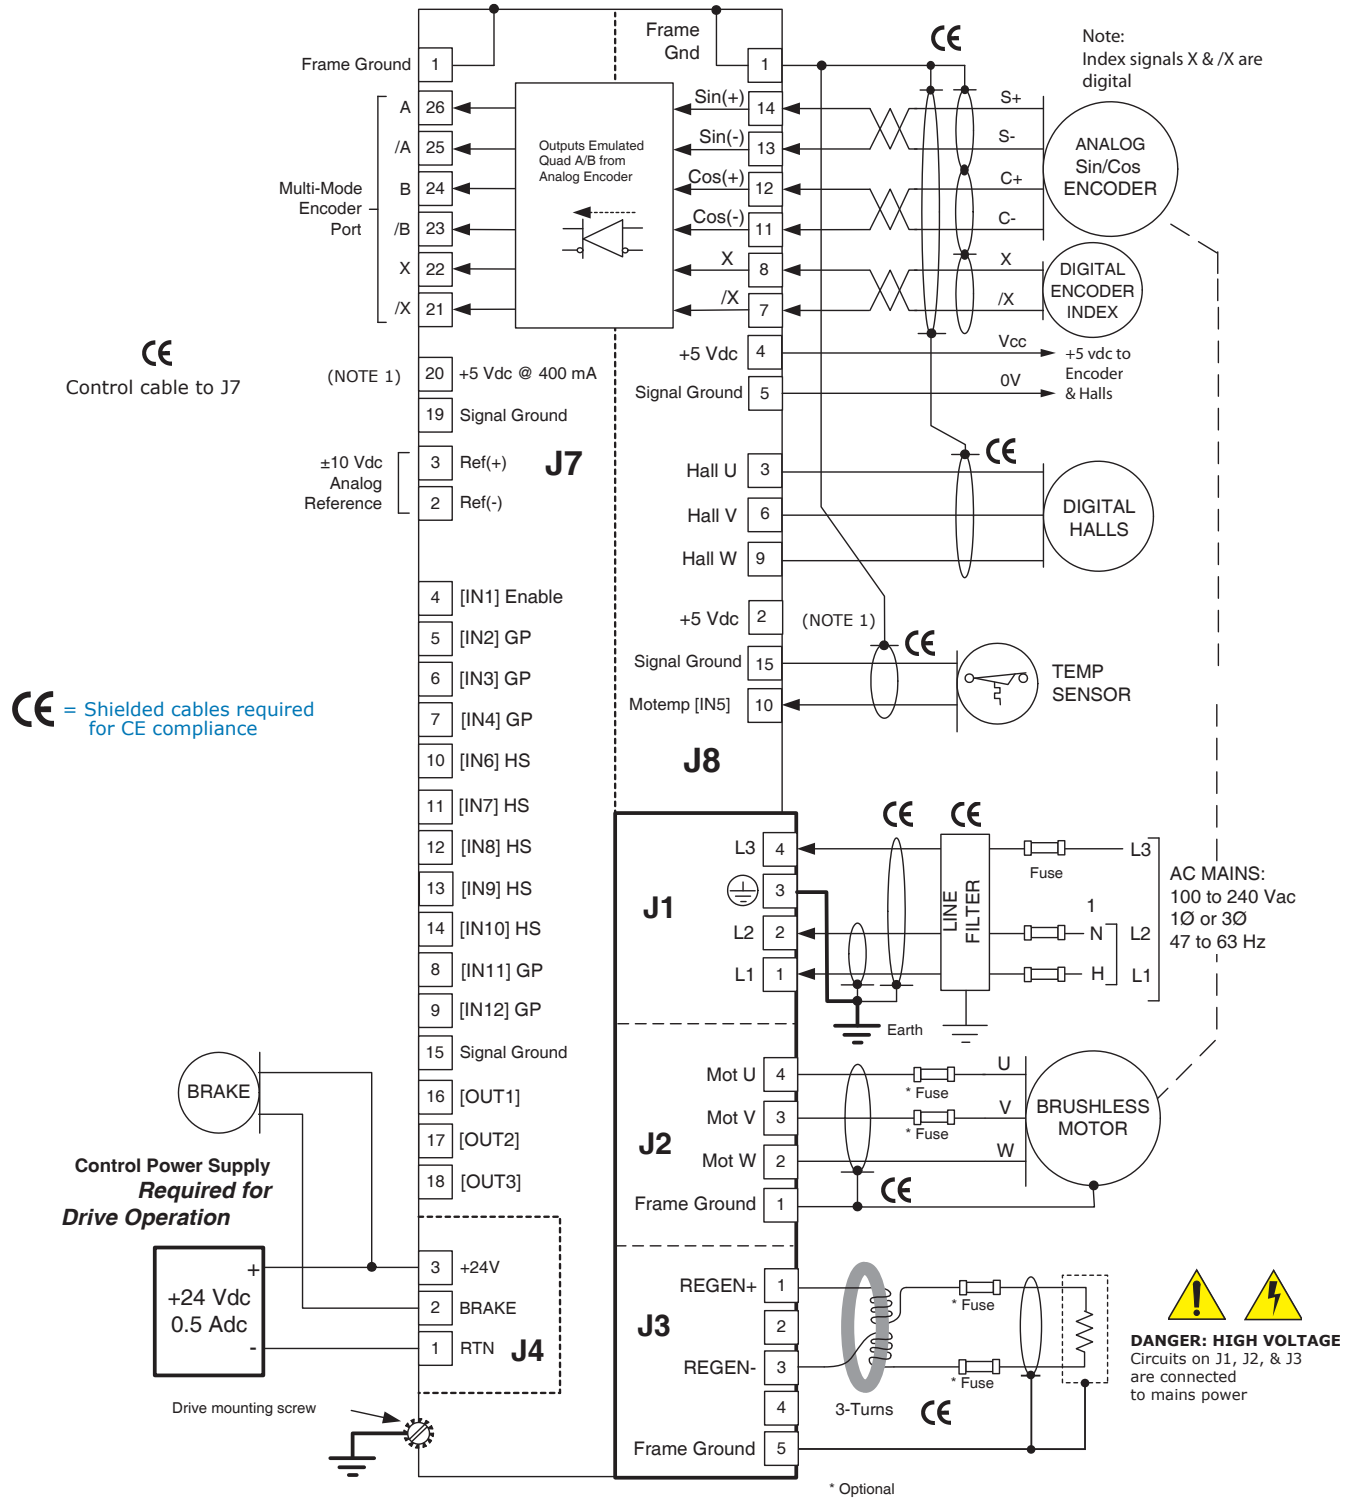 Frame Ground 1
Frame
Gnd
1
CE
Note:
Index signals X & /X are
digital
Multi-Mode
Encoder
Port
A 26
/A 25
B 24
/B 23
X 22
/X 21
Outputs Emulated
Quad A/B from
Analog Encoder
Sin(+) 14
Sin(-) 13
Cos(+) 12
Cos(-) 11
X 8
/X 7
S+
S-
C+
C-
X
/X
ANALOG
Sin/Cos
ENCODER
DIGITAL
ENCODER
INDEX
CE
Control cable to J7
(NOTE 1) 20 +5 Vdc @ 400 mA
19 Signal Ground
±10 Vdc
Analog
Reference
3 Ref(+)
2 Ref(-)
J7
+5 Vdc 4
Signal Ground 5
Vcc
0V
+5 vdc to
Encoder
& Halls
Hall U 3
Hall V 6
Hall W 9
CE
DIGITAL
HALLS
+5 Vdc 2 (NOTE 1)
Signal Ground 15
Motemp [IN5] 10
CE
TEMP
SENSOR
J8
4 [IN1] Enable
5 [IN2] GP
6 [IN3] GP
7 [IN4] GP
10 [IN6] HS
11 [IN7] HS
12 [IN8] HS
13 [IN9] HS
14 [IN10] HS
8 [IN11] GP
9 [IN12] GP
15 Signal Ground
16 [OUT1]
17 [OUT2]
18 [OUT3]
CE = Shielded cables required
for CE compliance
J1
L3 4
3
L2 2
L1 1
CE
CE
LINE
FILTER
Fuse
1
N
H
L3
L2
L1
AC MAINS:
100 to 240 Vac
1Ø or 3Ø
47 to 63 Hz
Earth
J2
Mot U 4
Mot V 3
Mot W 2
Frame Ground 1
* Fuse
* Fuse
U
V
W
BRUSHLESS
MOTOR
CE
BRAKE
Control Power Supply
Required for
Drive Operation
+
+24 Vdc
0.5 Adc
-
3 +24V
2 BRAKE
1 RTN
J4
Drive mounting screw
J3
REGEN+ 1
2
REGEN- 3
4
Frame Ground 5
* Fuse
* Fuse
3-Turns
CE
DANGER: HIGH VOLTAGE
Circuits on J1, J2, & J3
are connected
to mains power
* Optional